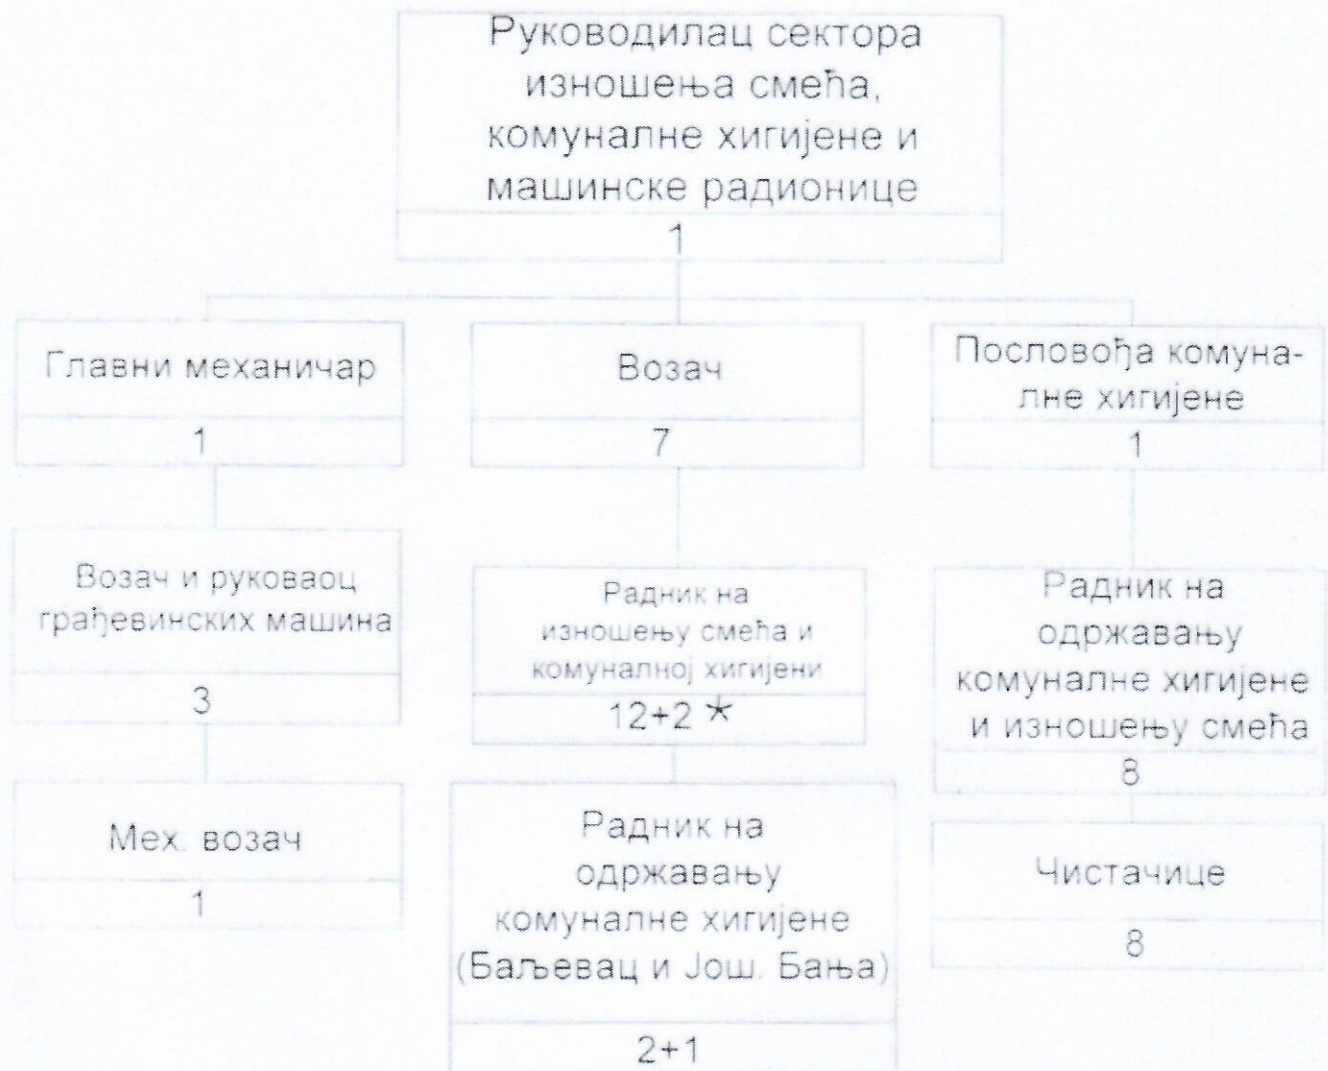 Руководилац сектора
изношења смећа,
комуналне хигијене и
машинске радионице
1
Главни механичар
1
Возач
7
Пословођа комуна-
лне хигијене
1
Возач и руковаоц
грађевинских машина
3
Радник на
изношењу смећа и
комуналној хигијени
12+2 *
Радник на
одржавању
комуналне хигијене
и изношењу смећа
8
Мех. возач
1
Радник на
одржавању
комуналне хигијене
(Баљевац и Још. Бања)
2+1
Чистачице
8